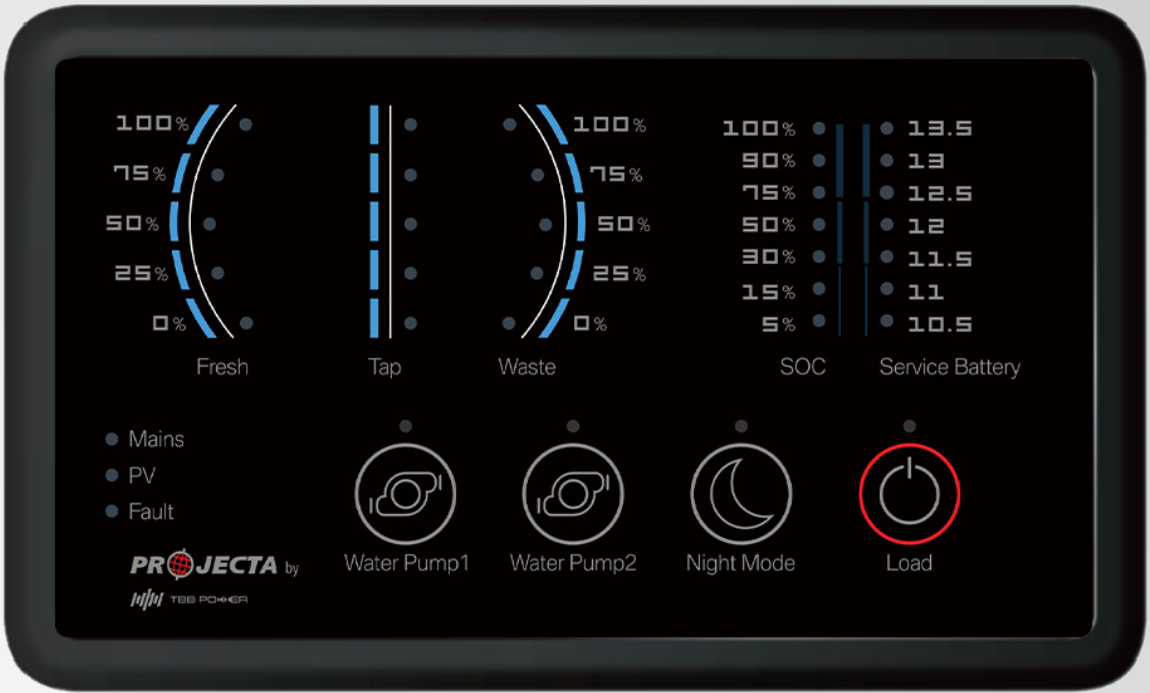 100% 100% 100% 13.5
90% 13
75% 75% 75% 12.5
50% 50% 50% 12
30% 11.5
25% 25% 15% 11
0% 0% 5% 10.5
Fresh Tap Waste SOC Service Battery
Mains
PV
Fault
PROJECTA by
TBB POWER
Water Pump1 Water Pump2 Night Mode Load